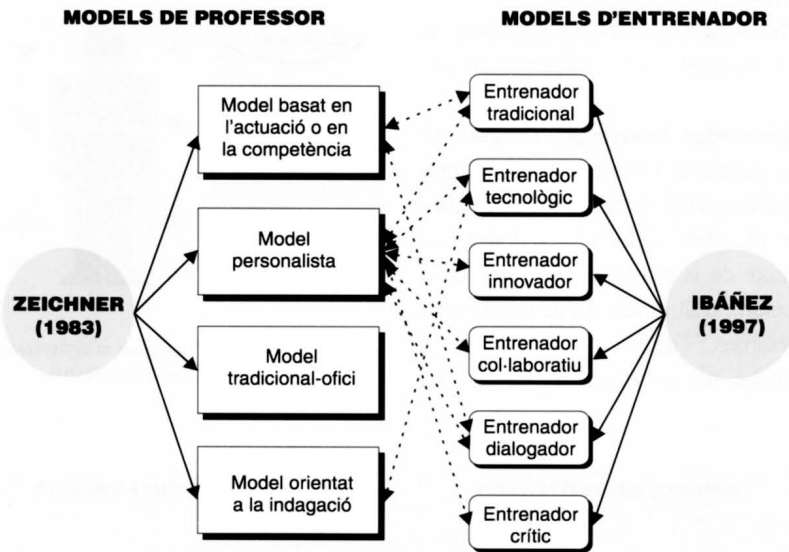 MODELS DE PROFESSOR
MODELS D'ENTRENADOR
Model basat en
l'actuació o en
la competència
Model
personalista
Model
tradicional-ofici
Model orientat
a la indagació
ZEICHNER
(1983)
Entrenador
tradicional
Entrenador
tecnològic
Entrenador
innovador
Entrenador
col·laboratiu
Entrenador
dialogador
Entrenador
crític
IBÁÑEZ
(1997)